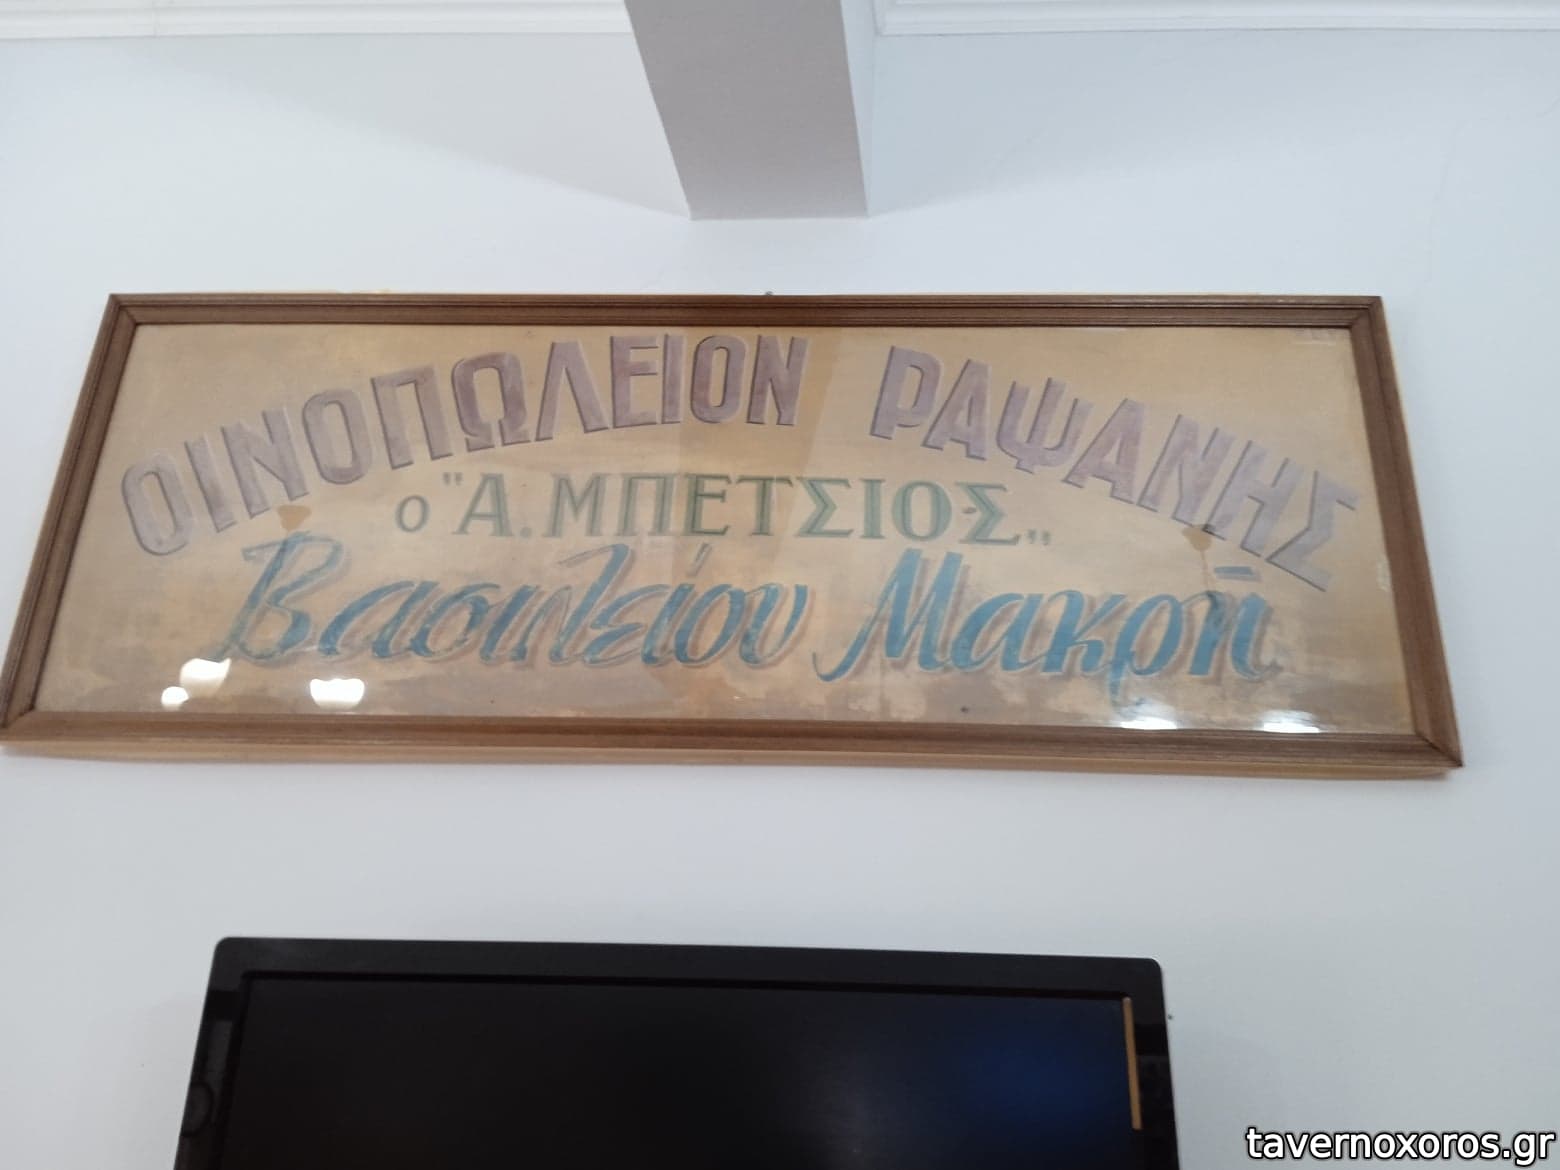 ΟΙΝΟΠΩΛΕΙΟΝ ΡΑΨΑΝΗΣ
ο "Α. ΜΠΕΤΣΙΟΣ„
Βασιλείου Μακρή
tavernoxoros.gr